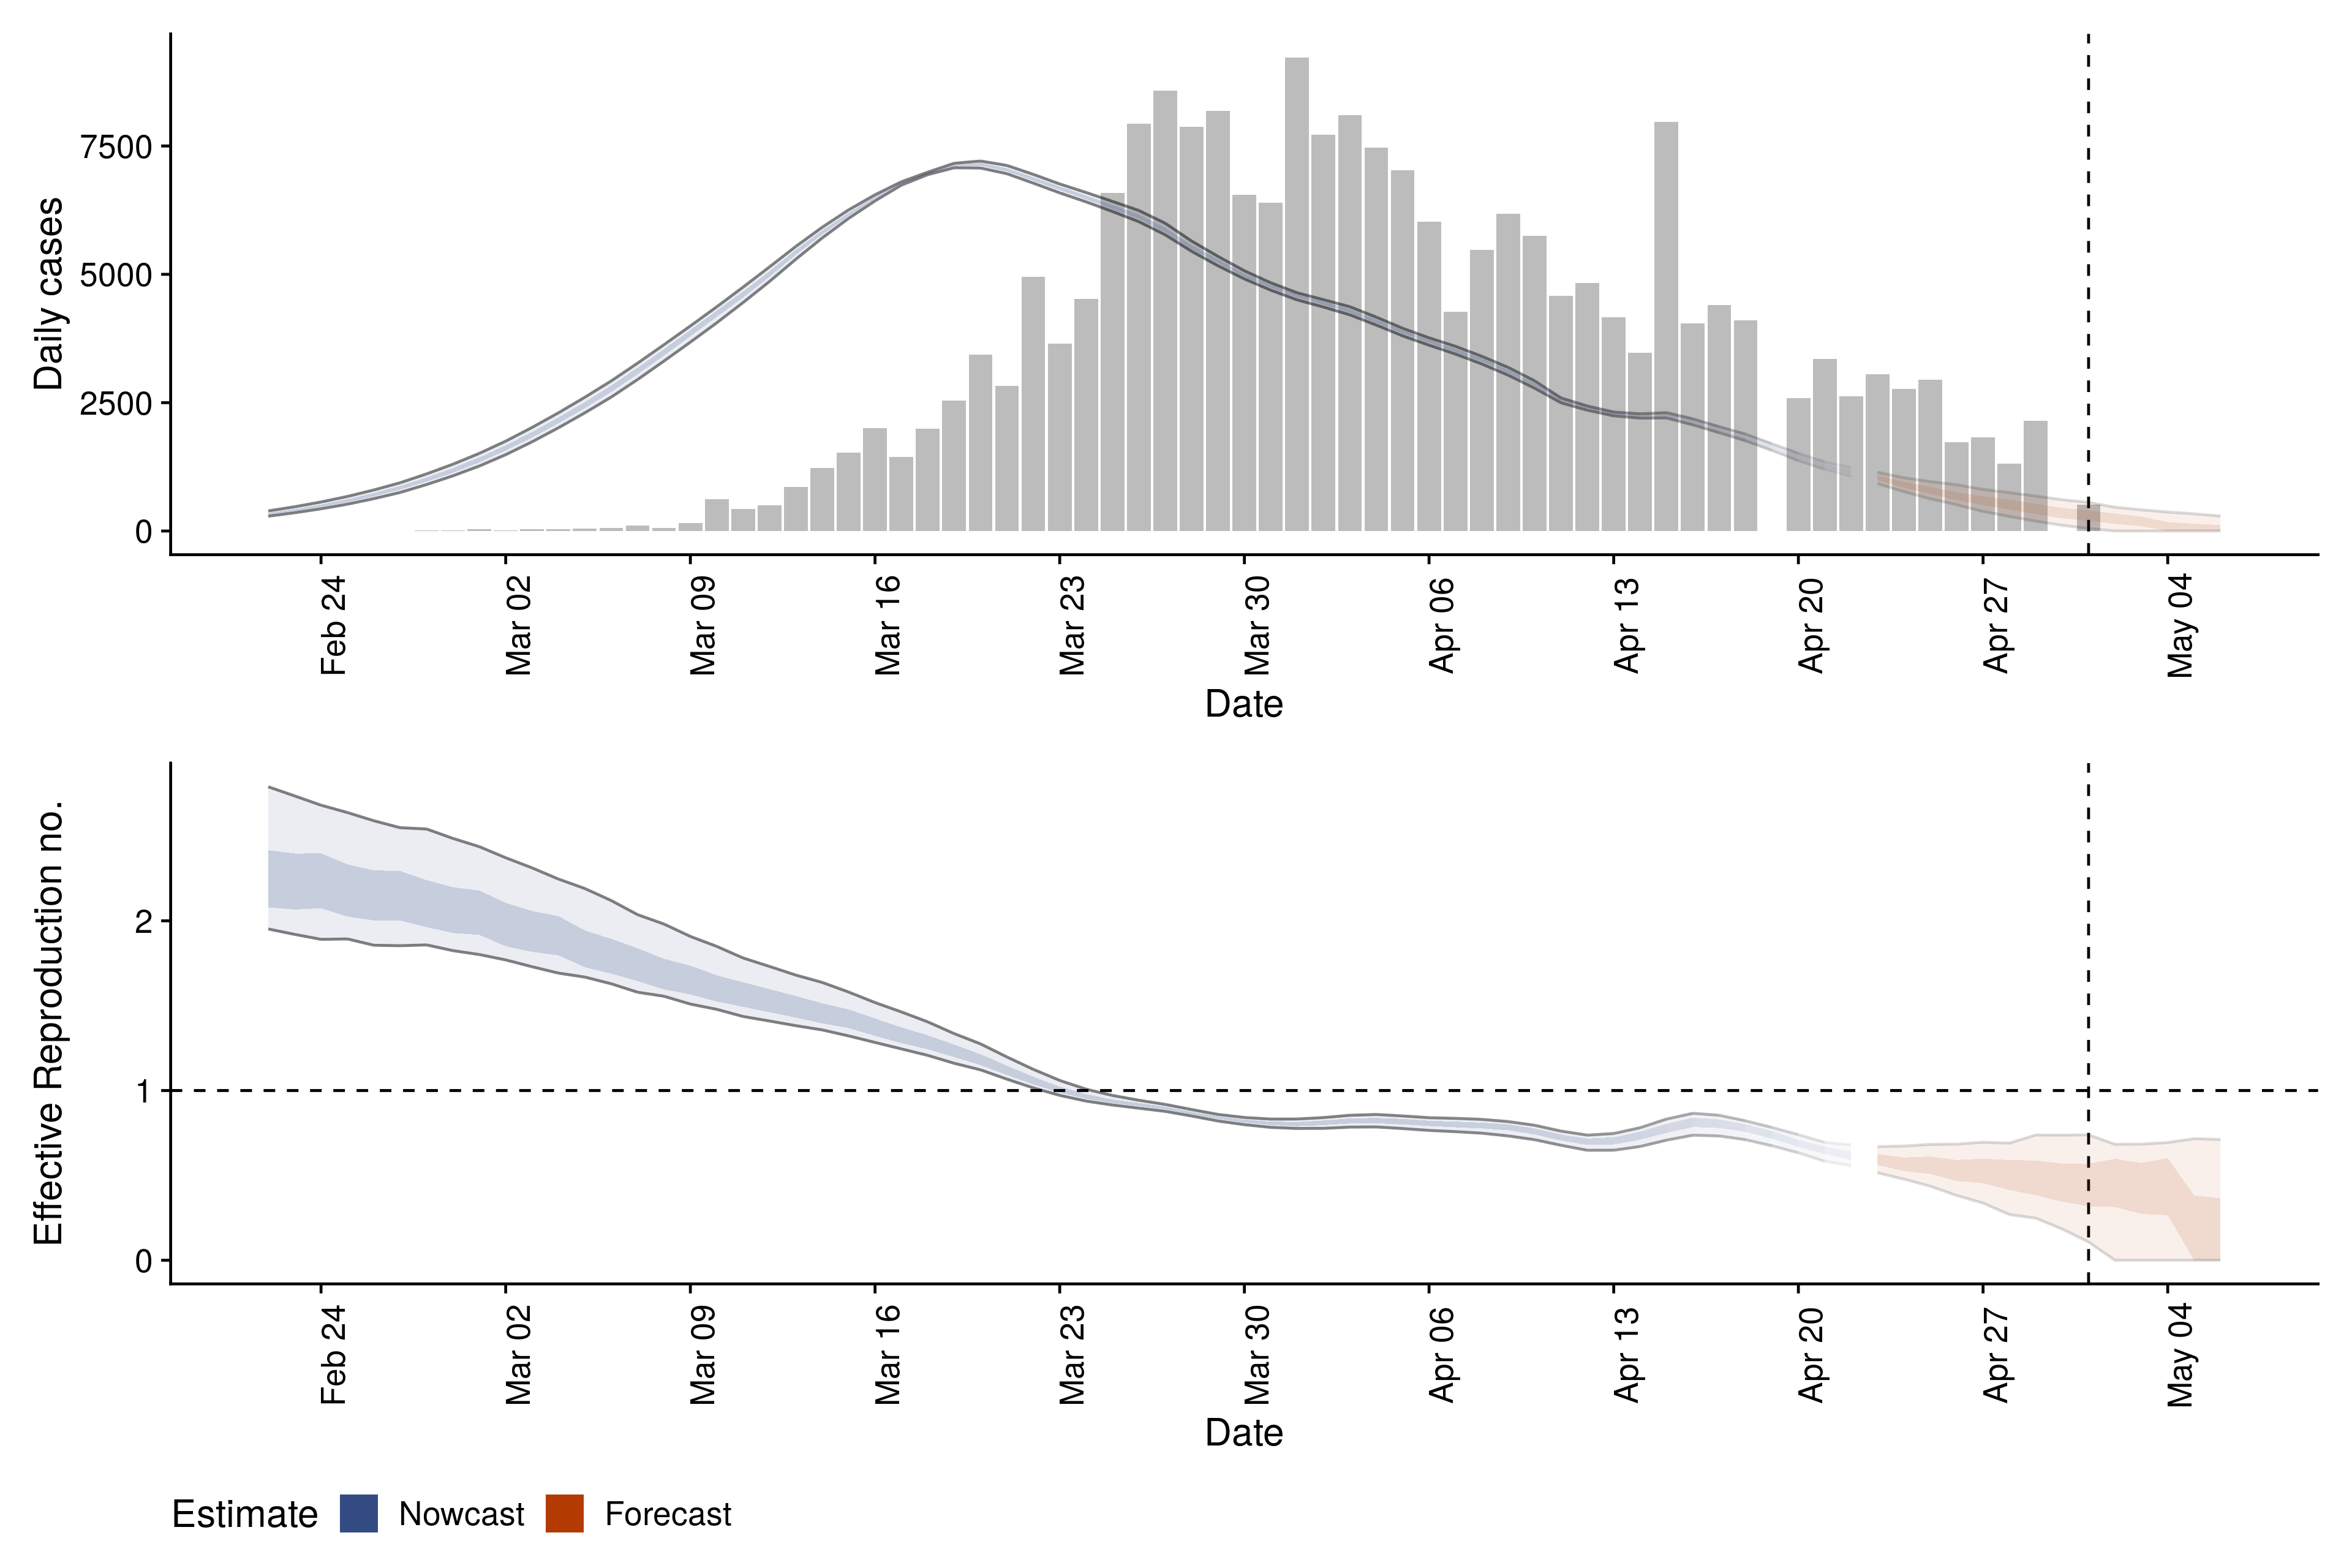 Daily cases
7500
5000
2500
0
Feb 24
Mar 02
Mar 09
Mar 16
Mar 23
Mar 30
Apr 06
Apr 13
Apr 20
Apr 27
May 04
Date
Effective Reproduction no.
2
1
0
Feb 24
Mar 02
Mar 09
Mar 16
Mar 23
Mar 30
Apr 06
Apr 13
Apr 20
Apr 27
May 04
Date
Estimate Nowcast Forecast